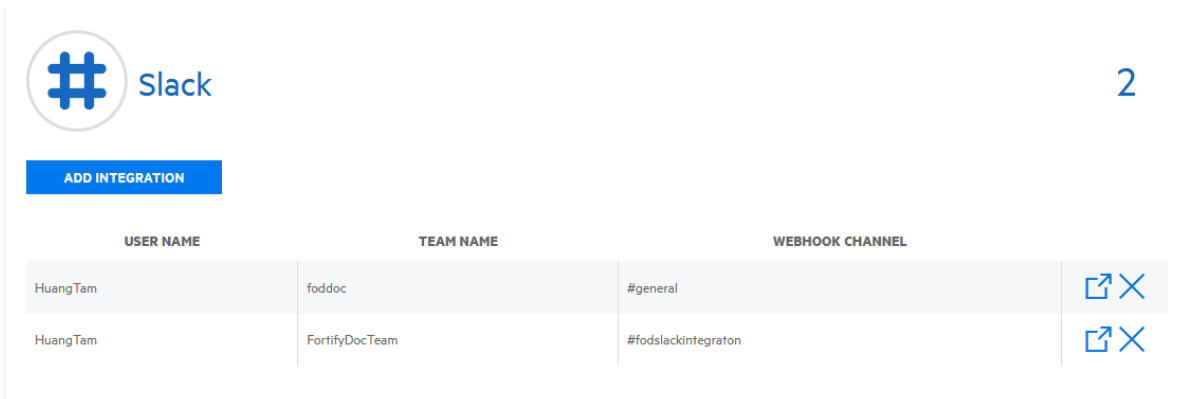 Slack
2
ADD INTEGRATION
USER NAME TEAM NAME WEBHOOK CHANNEL
HuangTam foddoc #general
HuangTam FortifyDocTeam #fodslackintegraton